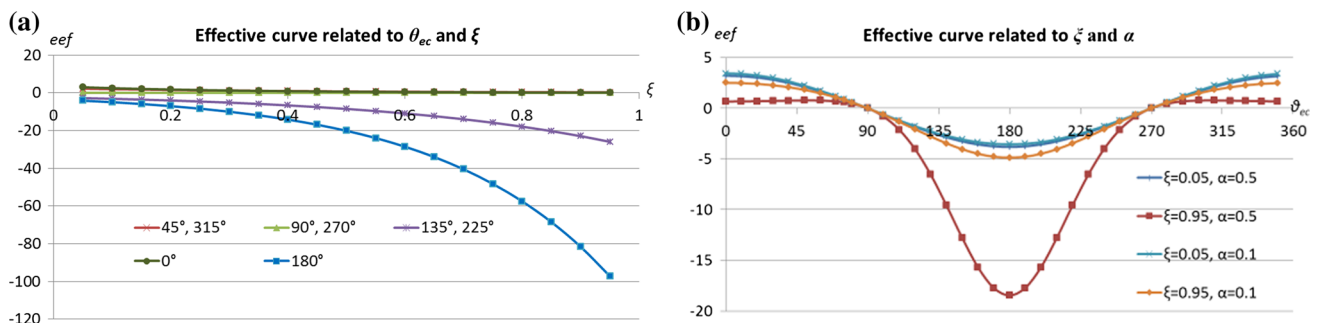 (a)
Effective curve related to θec and ξ
eef
20
0
-20
-40
-60
-80
-100
-120
0
0.2
0.4
0.6
0.8
1
ξ
45°, 315°
90°, 270°
135°, 225°
0°
180°
(b)
Effective curve related to ξ and α
eef
5
0
-5
-10
-15
-20
0
45
90
135
180
225
270
315
360
ϑec
ξ=0.05, α=0.5
ξ=0.95, α=0.5
ξ=0.05, α=0.1
ξ=0.95, α=0.1